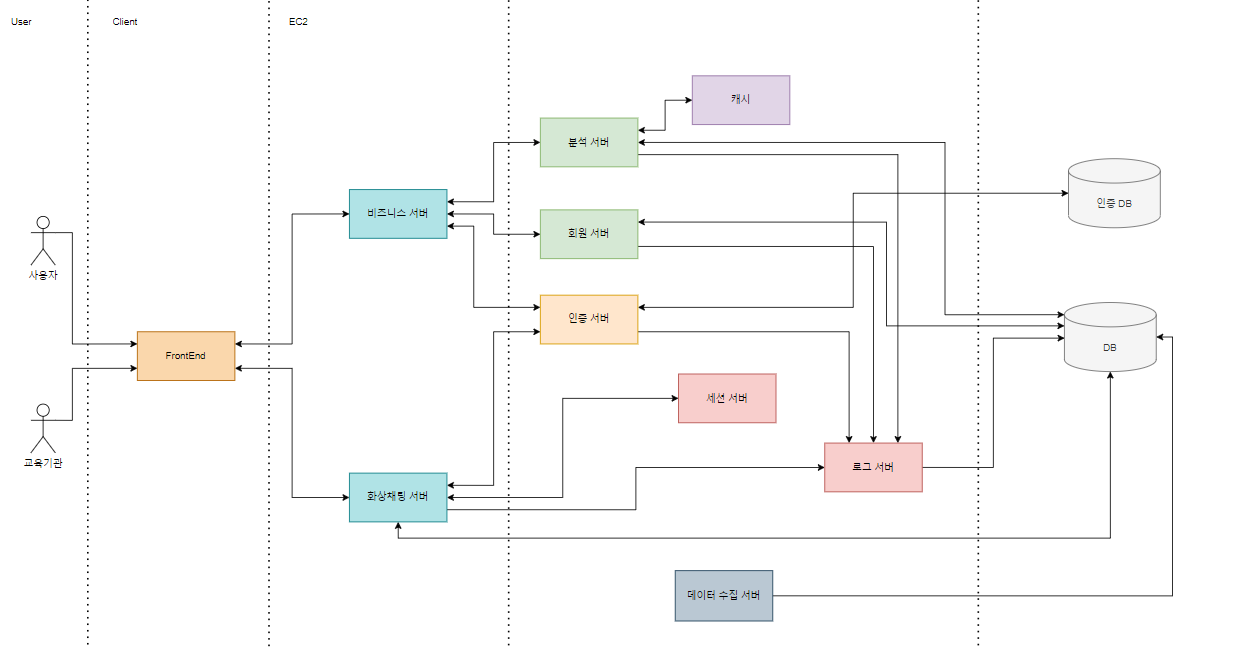 User
Client
EC2
캐시
분석 서버
인증 DB
비즈니스 서버
회원 서버
사용자
인증 서버
DB
FrontEnd
세션 서버
교육기관
로그 서버
화상채팅 서버
데이터 수집 서버